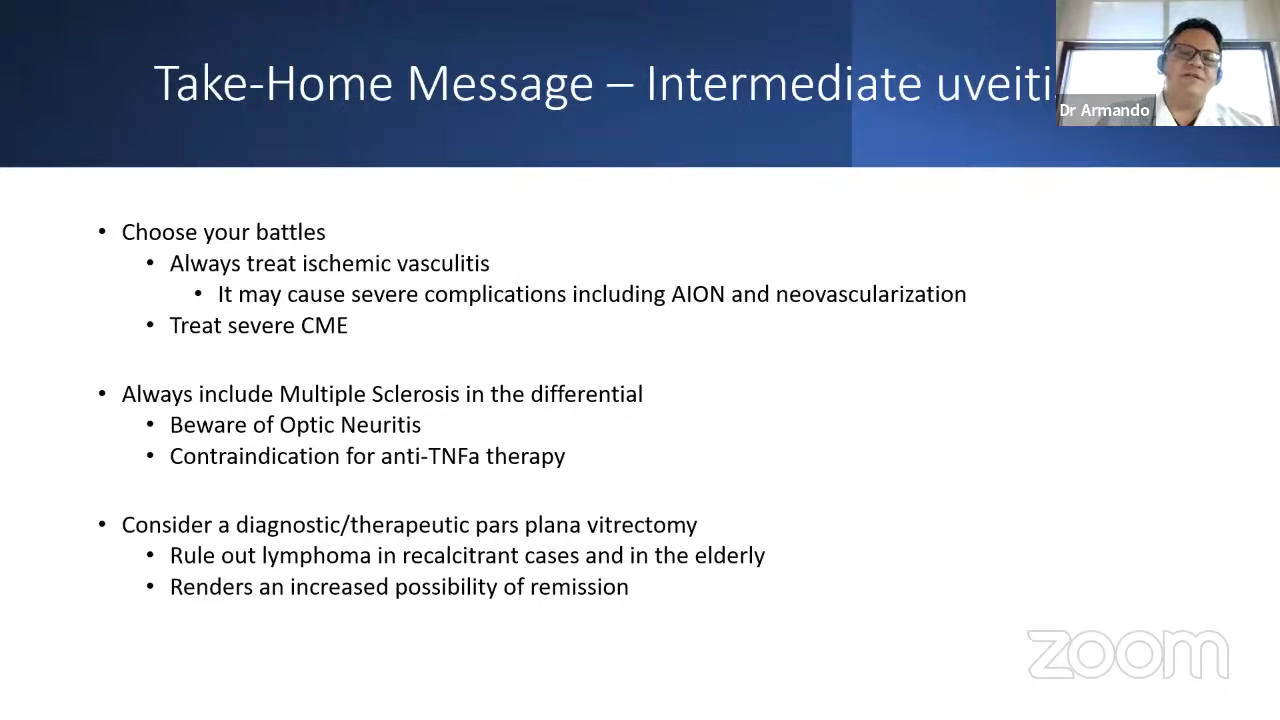 Take-Home Message – Intermediate uveiti
Dr Armando
• Choose your battles
• Always treat ischemic vasculitis
• It may cause severe complications including AION and neovascularization
• Treat severe CME
• Always include Multiple Sclerosis in the differential
• Beware of Optic Neuritis
• Contraindication for anti-TNFa therapy
• Consider a diagnostic/therapeutic pars plana vitrectomy
• Rule out lymphoma in recalcitrant cases and in the elderly
• Renders an increased possibility of remission
zoom